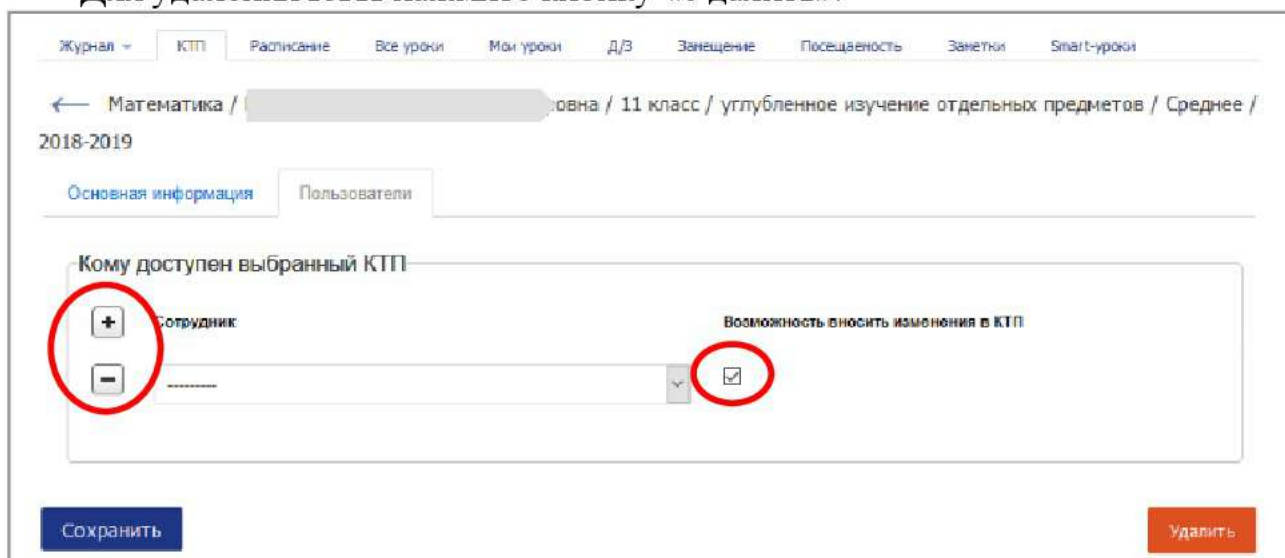 Журнал КТП Расписание Все уроки Мои уроки Д/З Замещение Посещаемость Заметки Smart-уроки
← Математика / овна / 11 класс / углубленное изучение отдельных предметов / Среднее /
2018-2019
Основная информация Пользователи
Кому доступен выбранный КТП
+ Сотрудник Возможность вносить изменения в КТП
- ---------
Сохранить Удалить